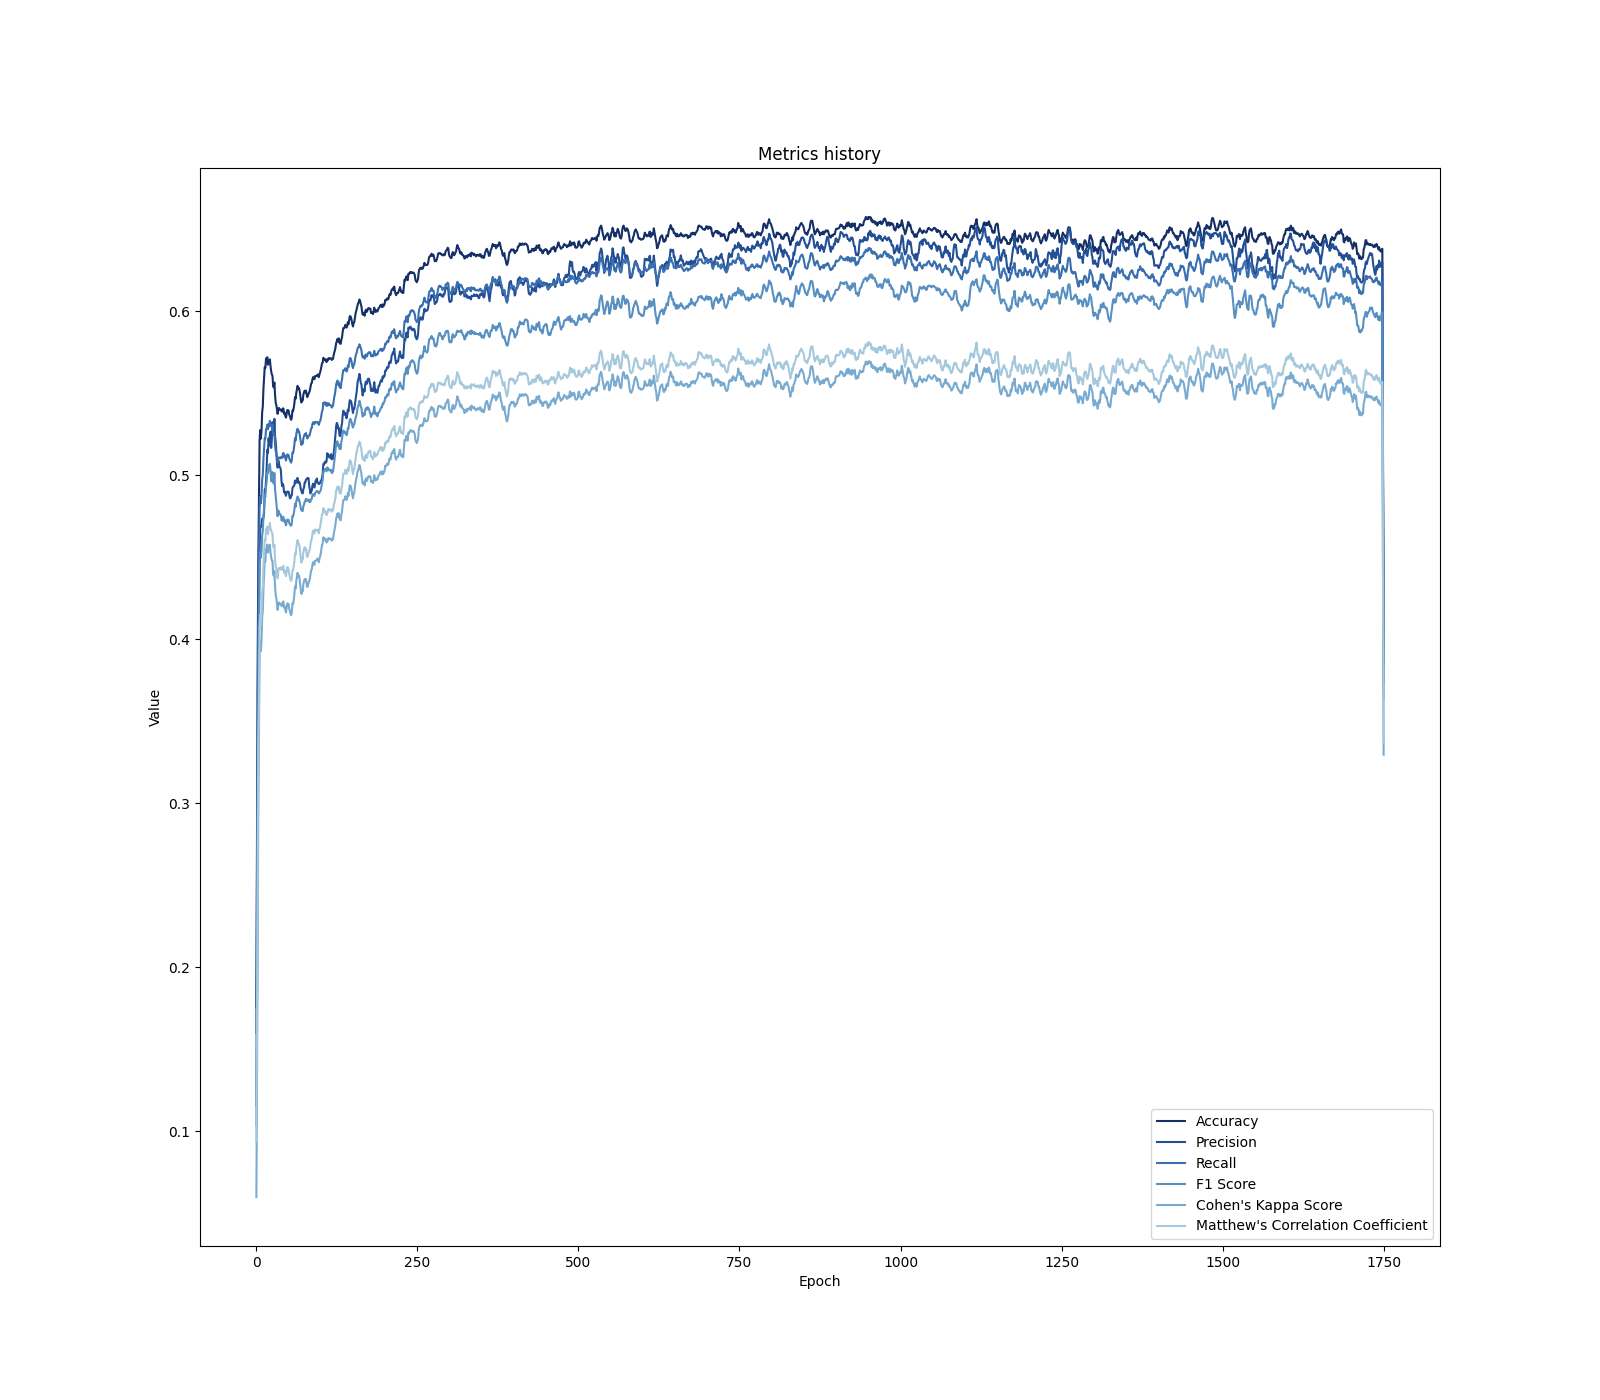 Metrics history
Value
0.6
0.5
0.4
0.3
0.2
0.1
0 250 500 750 1000 1250 1500 1750
Epoch
Accuracy
Precision
Recall
F1 Score
Cohen's Kappa Score
Matthew's Correlation Coefficient